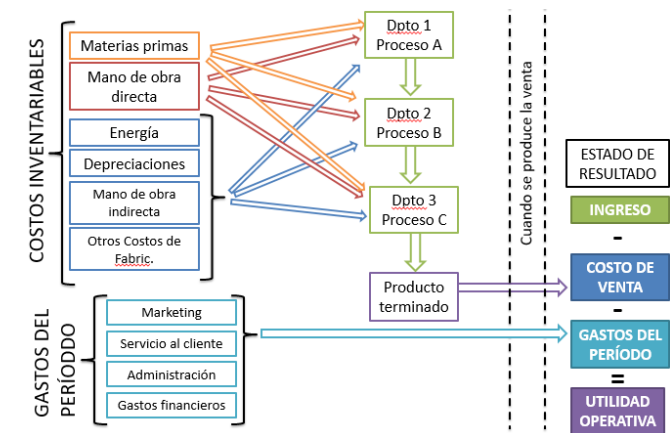 COSTOS INVENTARIABLES
Materias primas
Mano de obra
directa
Energía
Depreciaciones
Mano de obra
indirecta
Otros Costos de
Fabric.
Dpto 1
Proceso A
Dpto 2
Proceso B
Dpto 3
Proceso C
Producto
terminado
Cuando se produce la venta
ESTADO DE
RESULTADO
INGRESO
-
COSTO DE
VENTA
-
GASTOS DEL
PERÍODO
=
UTILIDAD
OPERATIVA
GASTOS DEL
PERÍODDO
Marketing
Servicio al cliente
Administración
Gastos financieros